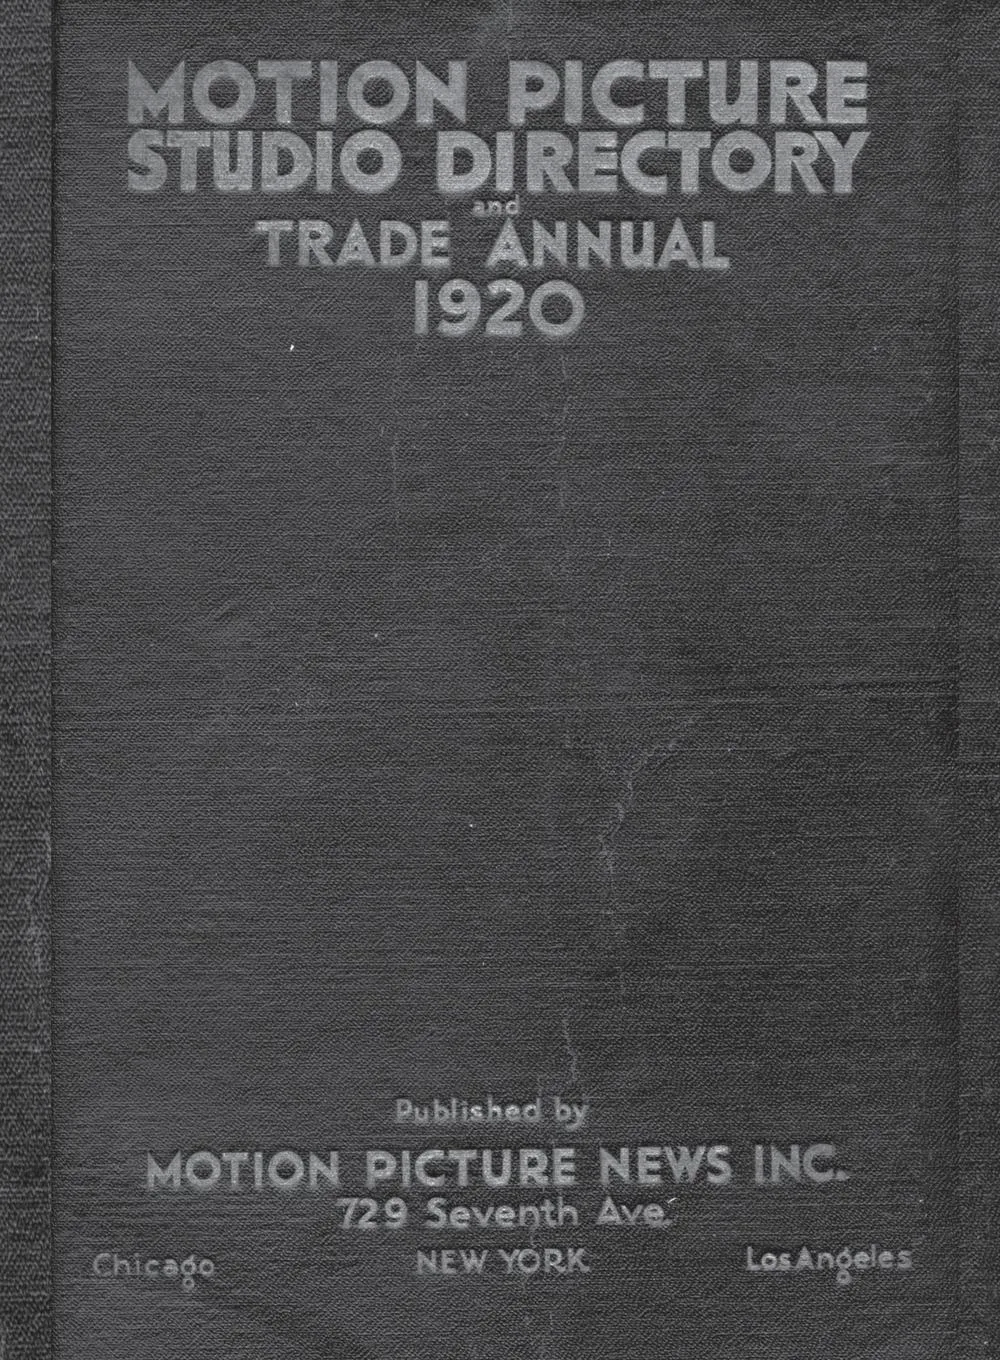 MOTION PICTURE
STUDIO DIRECTORY
and
TRADE ANNUAL
1920
Published by
MOTION PICTURE NEWS INC.
729 Seventh Ave.
Chicago NEW YORK Los Angeles